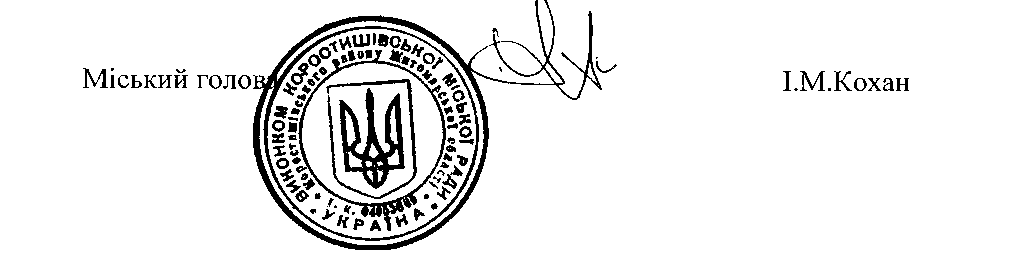 Міський голова І.М.Кохан
ВИКОНКОМ КОРОСТИШІВСЬКОЇ МІСЬКОЇ РАДИ
Коростишівського району Житомирської області
УКРАЇНА